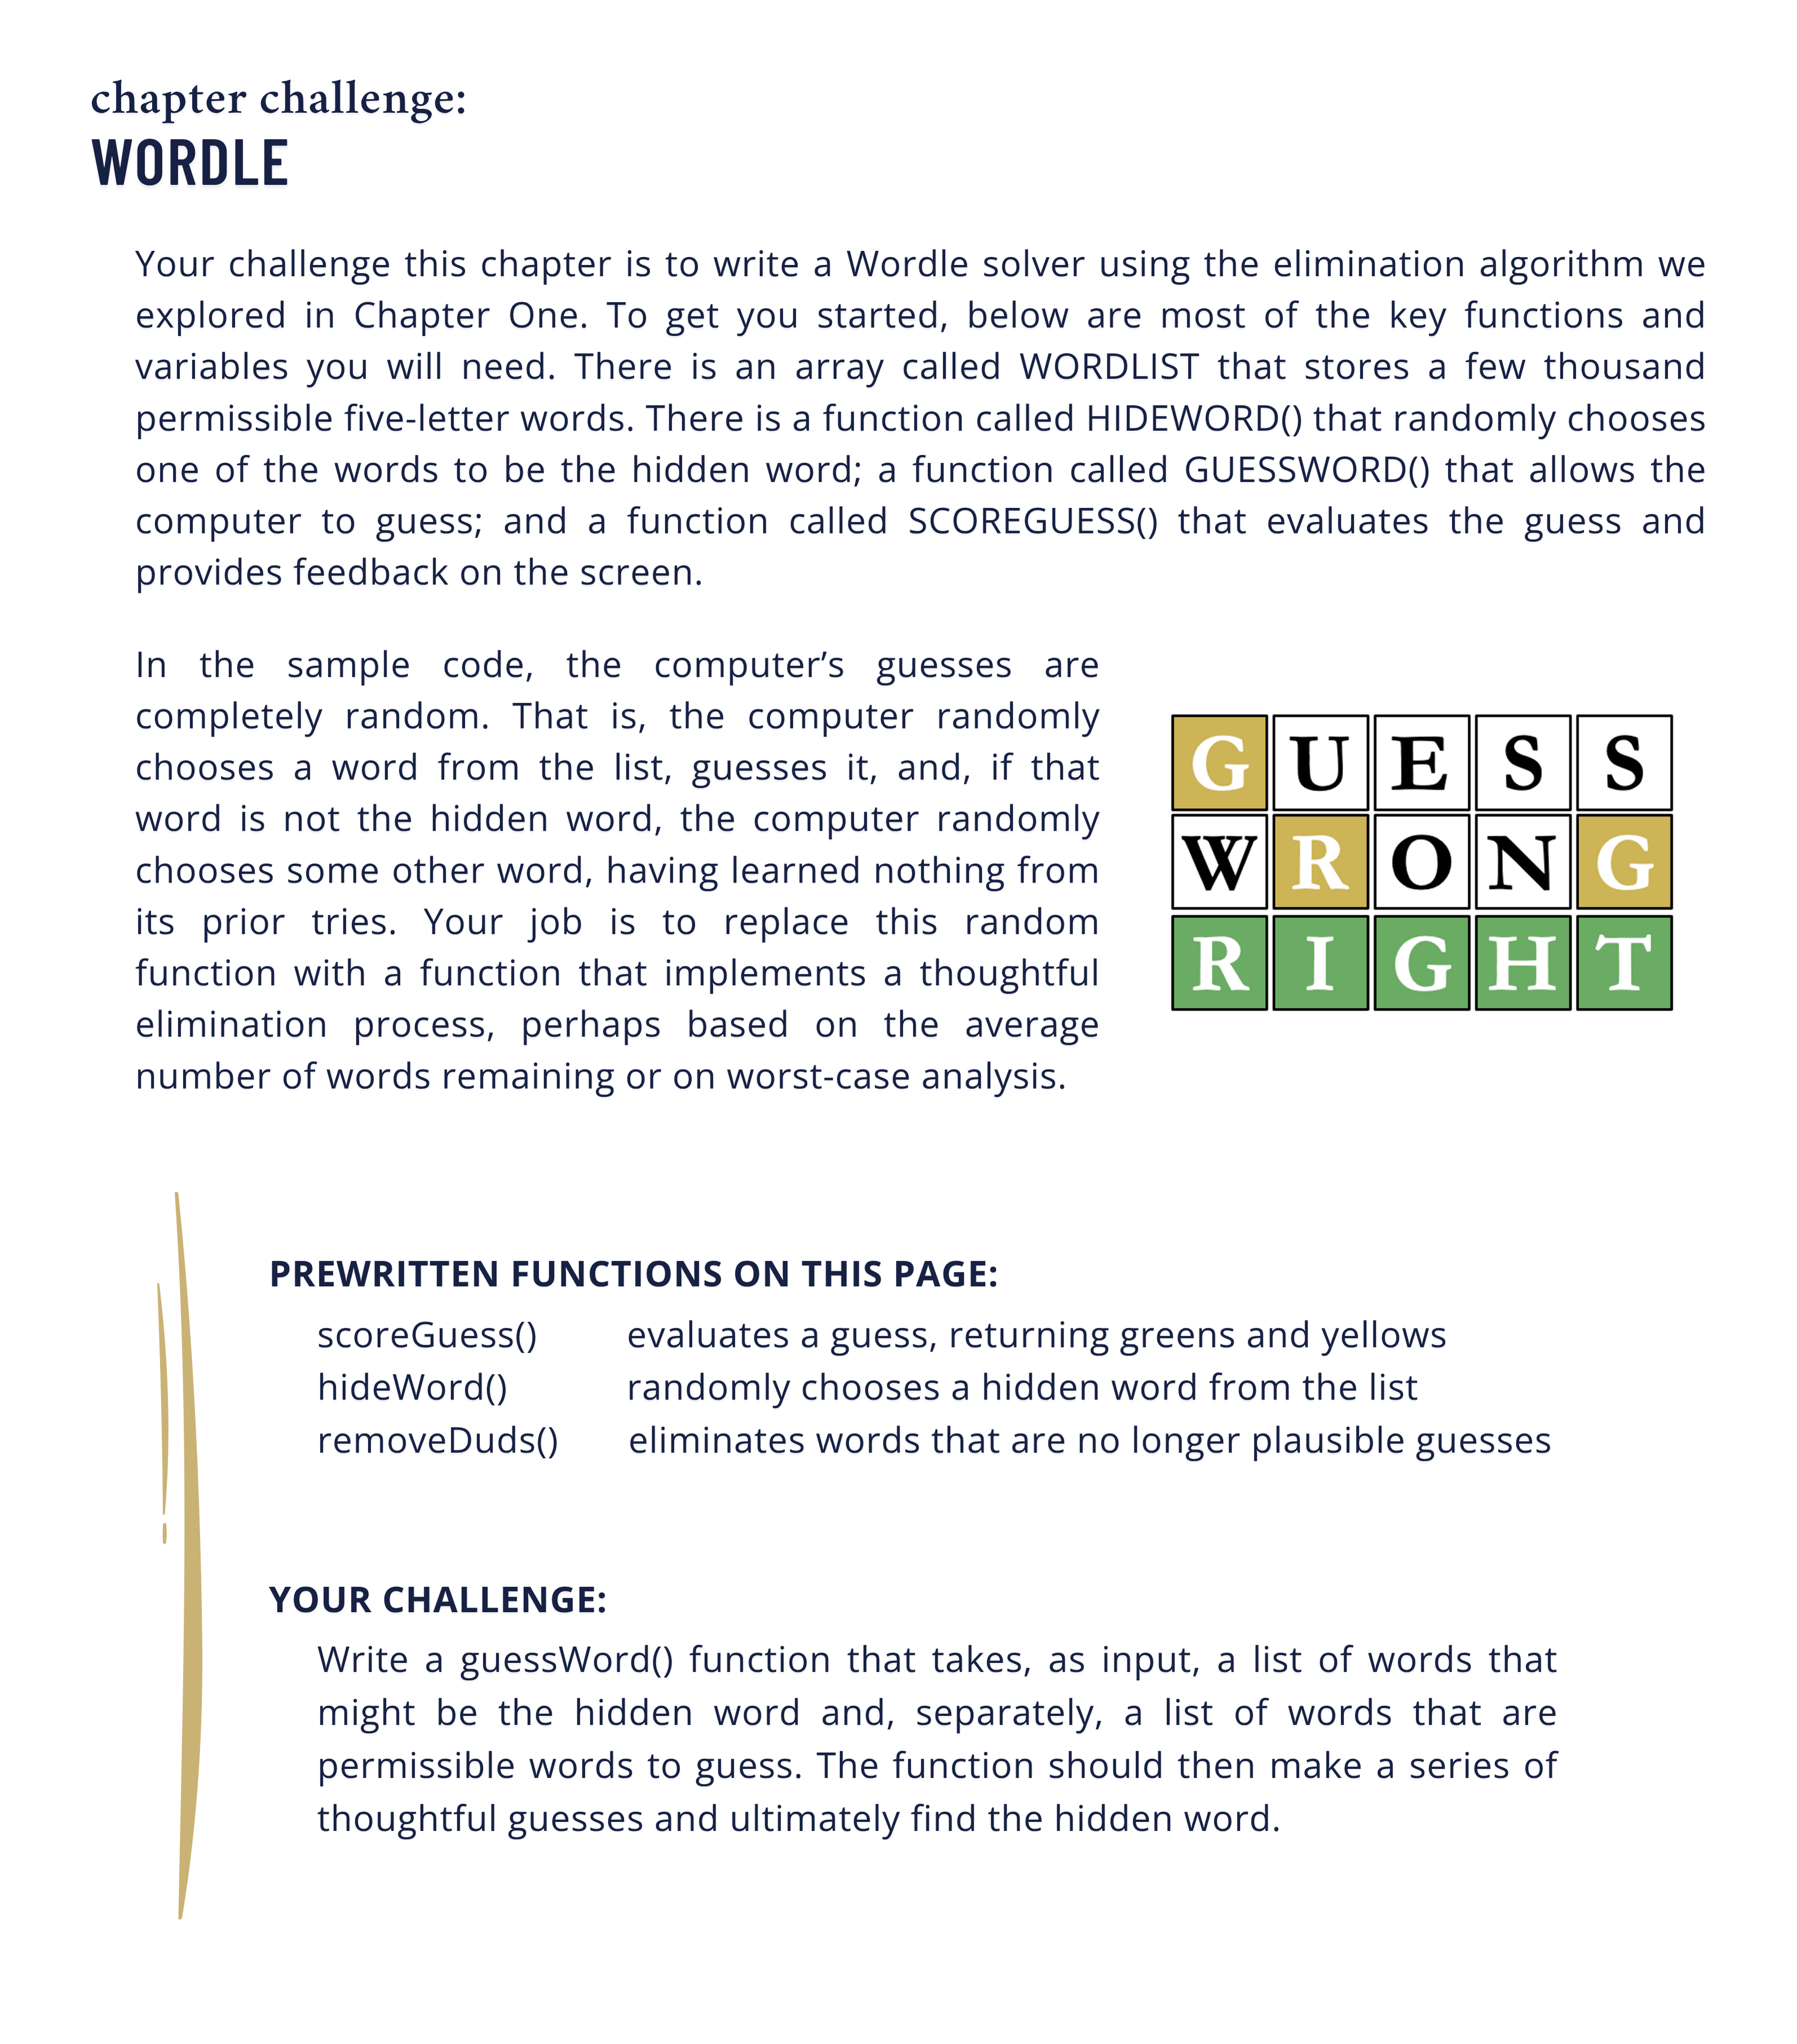 chapter challenge:
WORDLE
Your challenge this chapter is to write a Wordle solver using the elimination algorithm we
explored in Chapter One. To get you started, below are most of the key functions and
variables you will need. There is an array called WORDLIST that stores a few thousand
permissible five-letter words. There is a function called HIDEWORD() that randomly chooses
one of the words to be the hidden word; a function called GUESSWORD() that allows the
computer to guess; and a function called SCOREGUESS() that evaluates the guess and
provides feedback on the screen.
In the sample code, the computer’s guesses are
completely random. That is, the computer randomly
chooses a word from the list, guesses it, and, if that
word is not the hidden word, the computer randomly
chooses some other word, having learned nothing from
its prior tries. Your job is to replace this random
function with a function that implements a thoughtful
elimination process, perhaps based on the average
number of words remaining or on worst-case analysis.
GUESS
WRONG
RIGHT
PREWRITTEN FUNCTIONS ON THIS PAGE:
scoreGuess() evaluates a guess, returning greens and yellows
hideWord() randomly chooses a hidden word from the list
removeDuds() eliminates words that are no longer plausible guesses
YOUR CHALLENGE:
Write a guessWord() function that takes, as input, a list of words that
might be the hidden word and, separately, a list of words that are
permissible words to guess. The function should then make a series of
thoughtful guesses and ultimately find the hidden word.